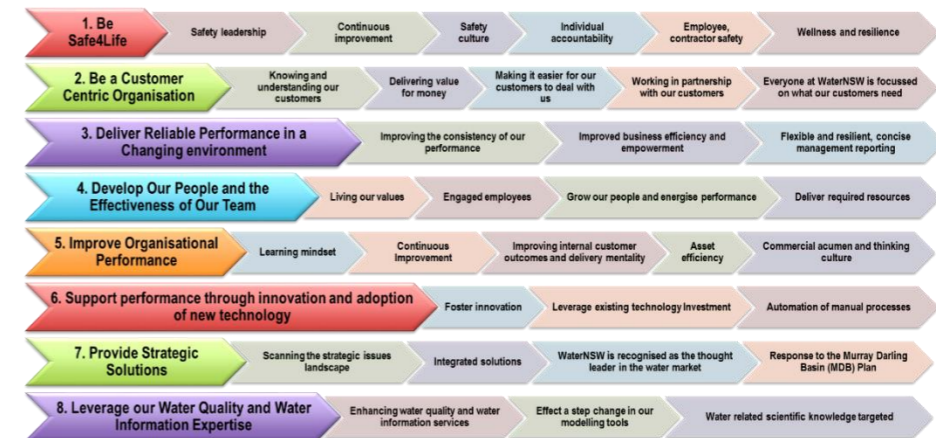 1. Be
Safe4Life
Safety leadership
Continuous
improvement
Safety
culture
Individual
accountability
Employee,
contractor safety
Wellness and resilience
2. Be a Customer
Centric Organisation
Knowing and
understanding our
customers
Delivering value
for money
Making it easier for our
customers to deal with
us
Working in partnership
with our customers
Everyone at WaterNSW is focussed
on what our customers need
3. Deliver Reliable Performance in a
Changing environment
Improving the consistency of our
performance
Improved business efficiency and
empowerment
Flexible and resilient, concise
management reporting
4. Develop Our People and the
Effectiveness of Our Team
Living our values
Engaged employees
Grow our people and energise performance
Deliver required resources
5. Improve Organisational
Performance
Learning mindset
Continuous
Improvement
Improving internal customer
outcomes and delivery mentality
Asset
efficiency
Commercial acumen and thinking
culture
6. Support performance through innovation and adoption
of new technology
Foster innovation
Leverage existing technology Investment
Automation of manual processes
7. Provide Strategic
Solutions
Scanning the strategic issues
landscape
Integrated solutions
WaterNSW is recognised as the thought
leader in the water market
Response to the Murray Darling
Basin (MDB) Plan
8. Leverage our Water Quality and Water
Information Expertise
Enhancing water quality and water
information services
Effect a step change in our
modelling tools
Water related scientific knowledge targeted